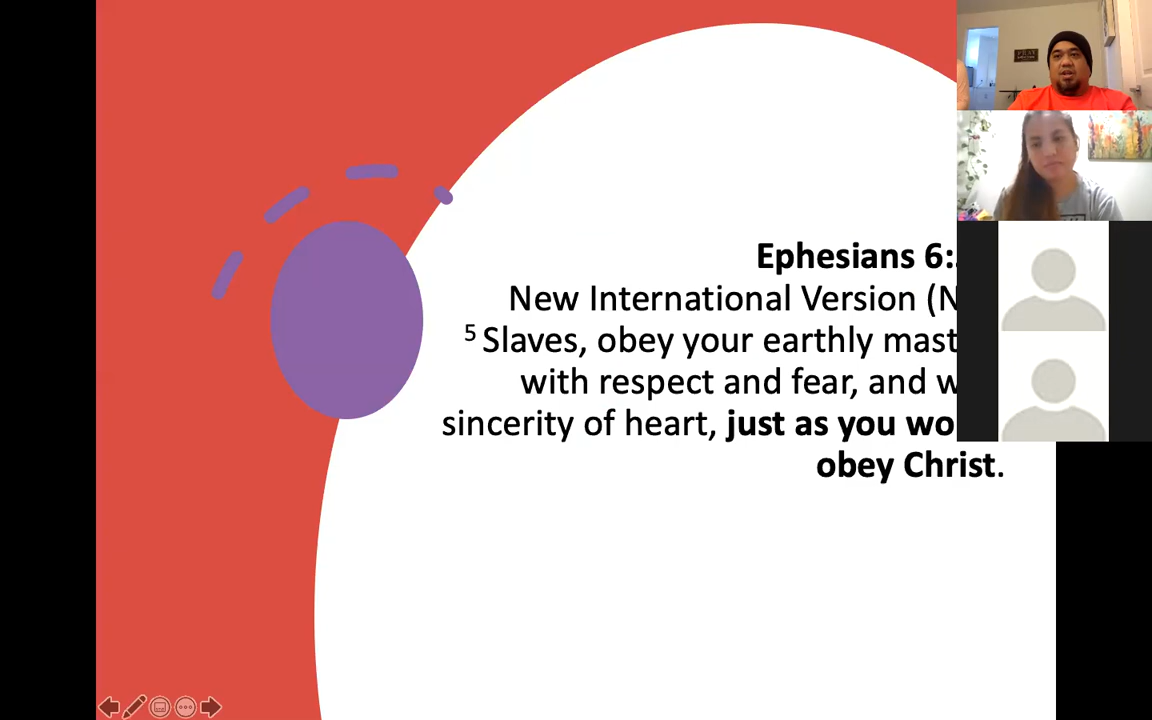 Ephesians 6:
New International Version (N
5 Slaves, obey your earthly mast
with respect and fear, and w
sincerity of heart, just as you wo
obey Christ.